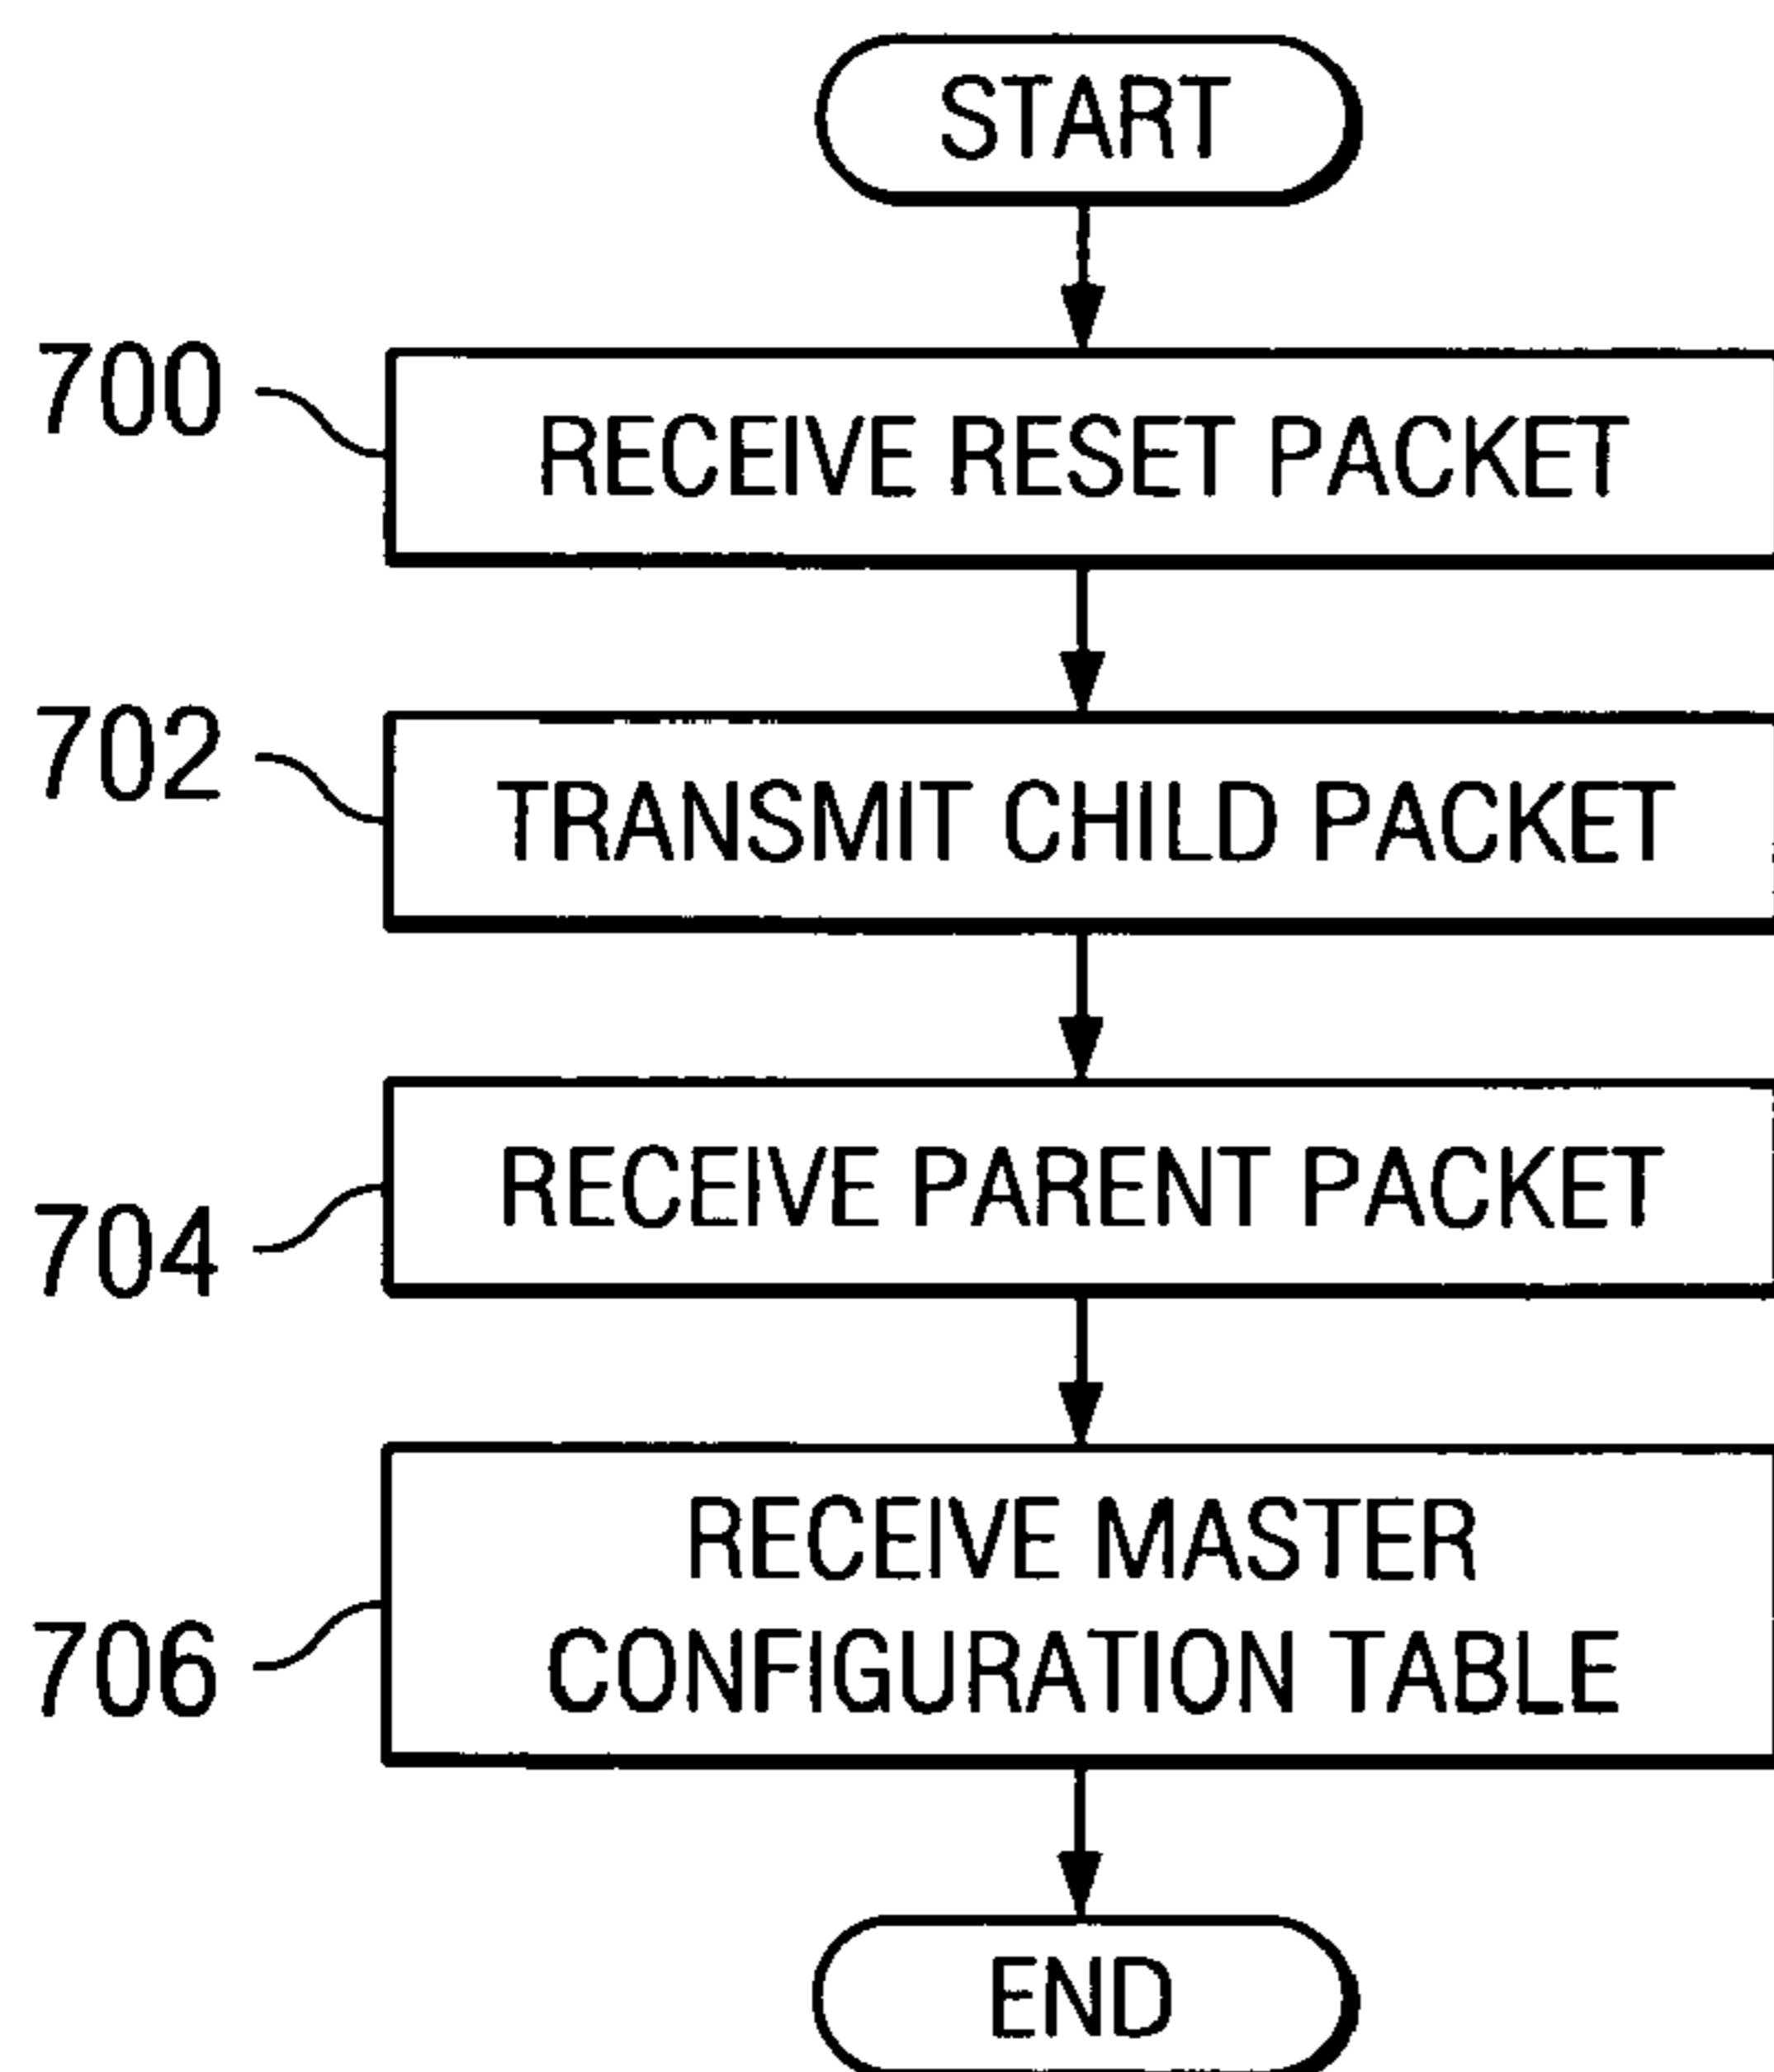 START
700
RECEIVE RESET PACKET
702
TRANSMIT CHILD PACKET
704
RECEIVE PARENT PACKET
706
RECEIVE MASTER
CONFIGURATION TABLE
END